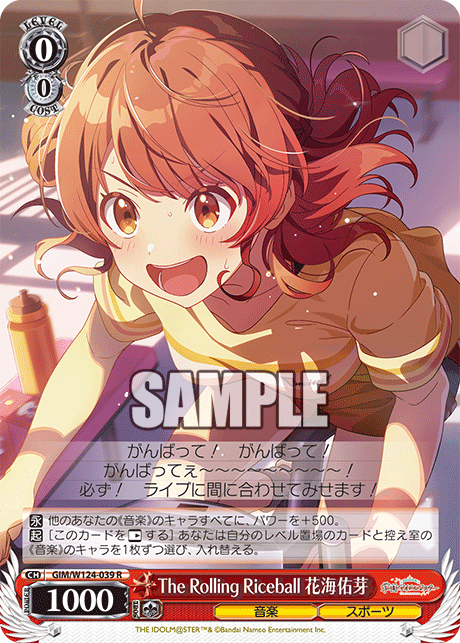 LEVEL
0
0
COST
SAMPLE
がんばって！　がんばって！
がんばってぇ～～～～～～～～～！
必ず！　ライブに間に合わせてみせます！
永 他のあなたの《音楽》のキャラすべてに、パワーを＋500。
起 ［このカードをする］ あなたは自分のレベル置場のカードと控え室の
《音楽》のキャラを1枚ずつ選び、入れ替える。
CH GIM/W124-039 R
POWER 1000 SOUL The Rolling Riceball 花海佑芽
音楽 スポーツ
THE IDOLM@STER™& ©Bandai Namco Entertainment Inc.